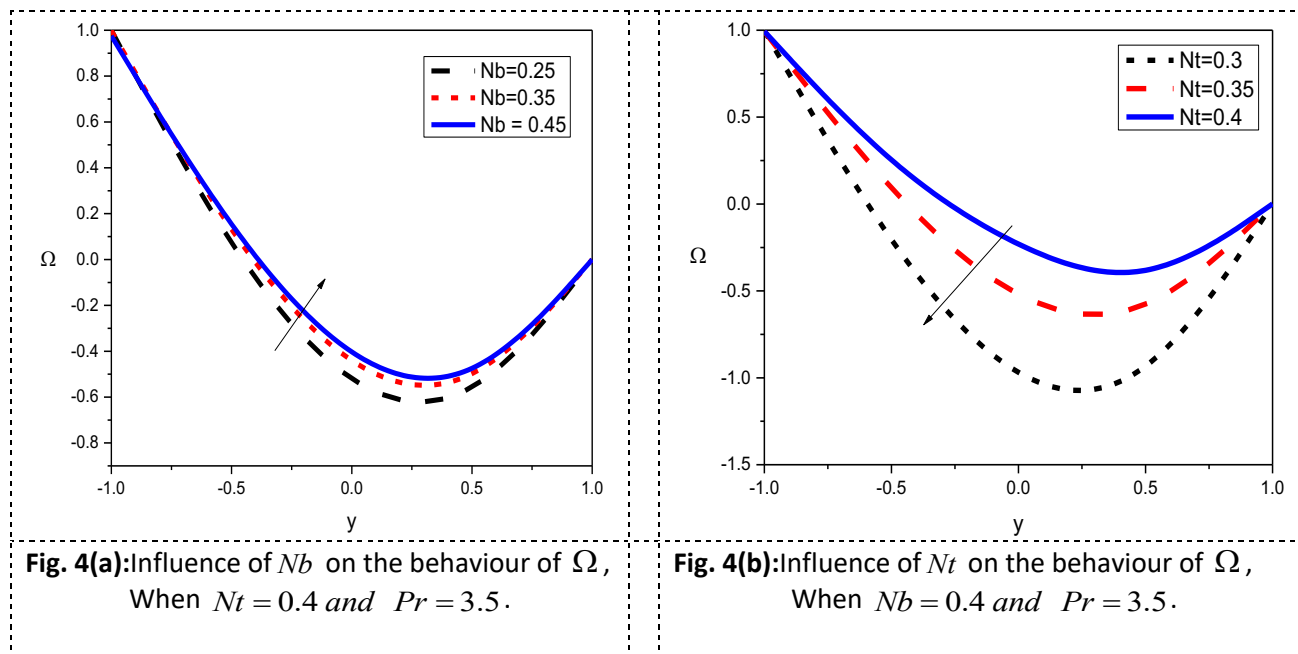 1.0
0.8
0.6
0.4
0.2
0.0
-0.2
-0.4
-0.6
-0.8
Ω
-1.0 -0.5 0.0 0.5 1.0
y
Nb=0.25
Nb=0.35
Nb = 0.45
Fig. 4(a):Influence of Nb on the behaviour of Ω,
When Nt = 0.4 and Pr = 3.5.
1.0
0.5
0.0
-0.5
-1.0
-1.5
Ω
-1.0 -0.5 0.0 0.5 1.0
y
Nt=0.3
Nt=0.35
Nt=0.4
Fig. 4(b):Influence of Nt on the behaviour of Ω,
When Nb = 0.4 and Pr = 3.5.